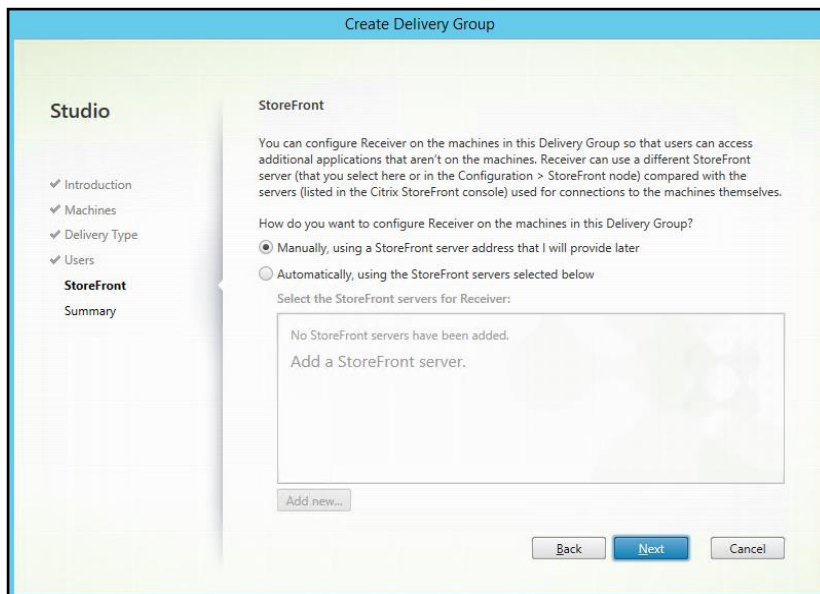 Create Delivery Group
Studio
✔ Introduction
✔ Machines
✔ Delivery Type
✔ Users
StoreFront
Summary
StoreFront
You can configure Receiver on the machines in this Delivery Group so that users can access
additional applications that aren't on the machines. Receiver can use a different StoreFront
server (that you select here or in the Configuration > StoreFront node) compared with the
servers (listed in the Citrix StoreFront console) used for connections to the machines themselves.
How do you want to configure Receiver on the machines in this Delivery Group?
Manually, using a StoreFront server address that I will provide later
Automatically, using the StoreFront servers selected below
Select the StoreFront servers for Receiver:
No StoreFront servers have been added.
Add a StoreFront server.
Add new...
Back
Next
Cancel